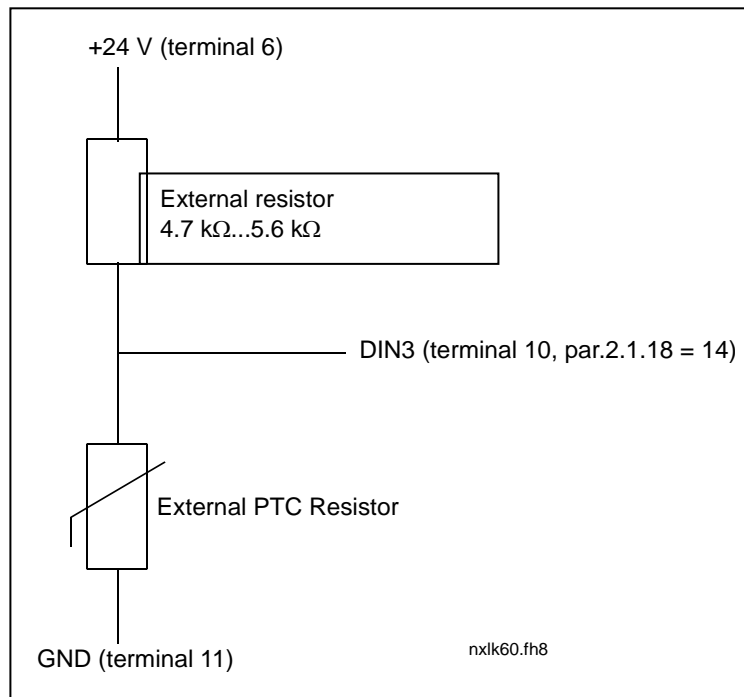 +24 V (terminal 6)
External resistor
4.7 kΩ...5.6 kΩ
DIN3 (terminal 10, par.2.1.18 = 14)
External PTC Resistor
GND (terminal 11)
nxlk60.fh8